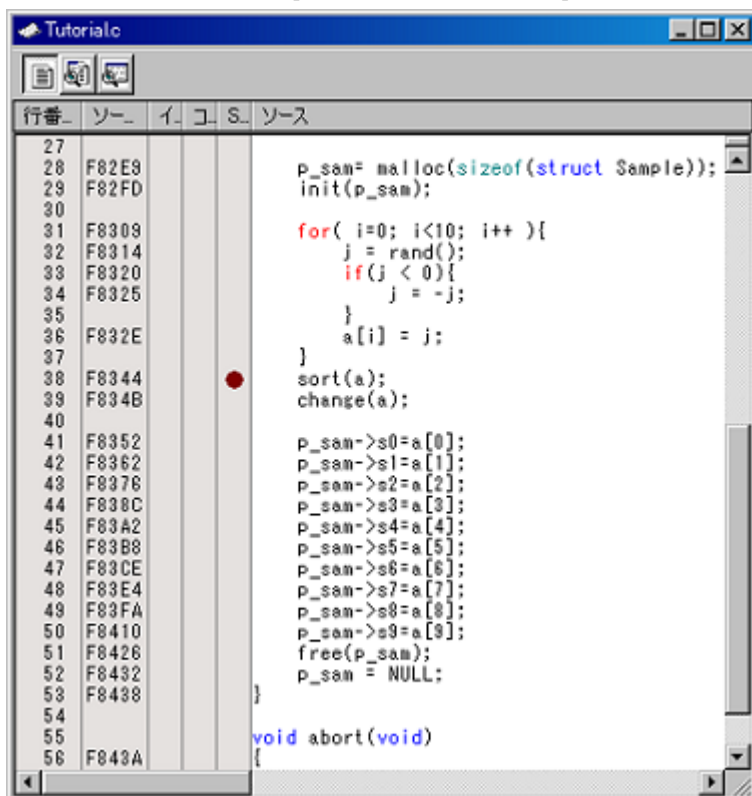 Tutorial.c
行番... ソー... イ... コ... S... ソース
27
28 F82E9 p_sam= malloc(sizeof(struct Sample));
29 F82FD init(p_sam);
30
31 F8309 for( i=0; i<10; i++ ){
32 F8314 j = rand();
33 F8320 if(j < 0){
34 F8325 j = -j;
35 }
36 F832E a[i] = j;
37 }
38 F8344 sort(a);
39 F834B change(a);
40
41 F8352 p_sam->s0=a[0];
42 F8362 p_sam->s1=a[1];
43 F8376 p_sam->s2=a[2];
44 F838C p_sam->s3=a[3];
45 F83A2 p_sam->s4=a[4];
46 F83B8 p_sam->s5=a[5];
47 F83CE p_sam->s6=a[6];
48 F83E4 p_sam->s7=a[7];
49 F83FA p_sam->s8=a[8];
50 F8410 p_sam->s9=a[9];
51 F8426 free(p_sam);
52 F8432 p_sam = NULL;
53 F8438 }
54
55 void abort(void)
56 F843A {